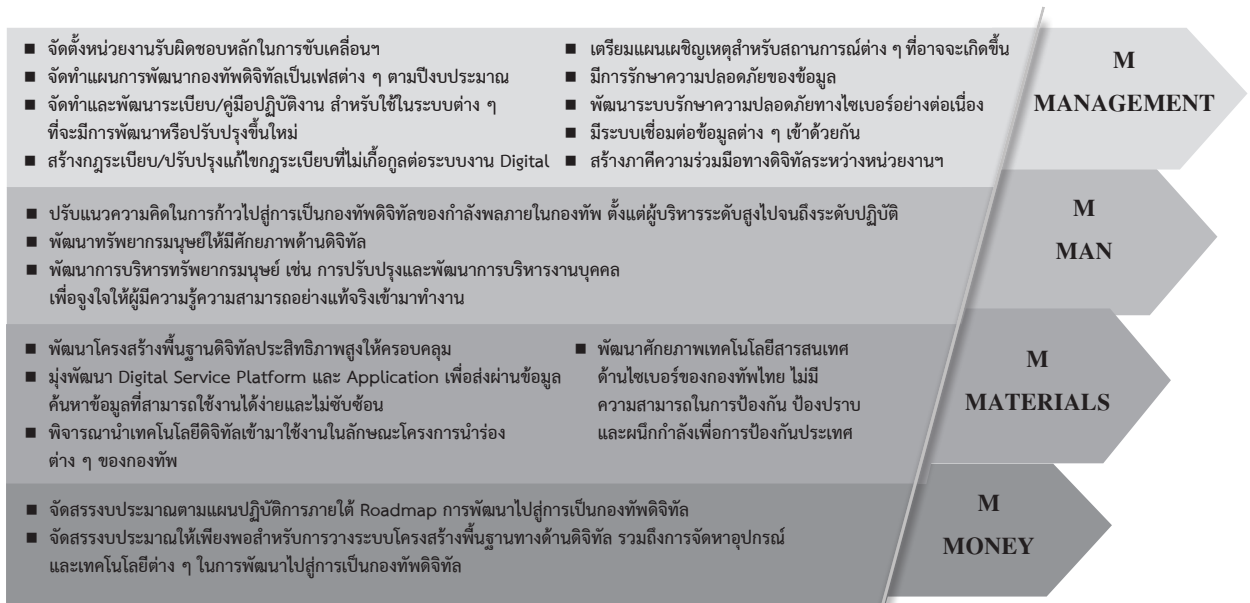 ■ จัดตั้งหน่วยงานรับผิดชอบหลักในการขับเคลื่อนฯ
■ จัดทำแผนการพัฒนากองทัพดิจิทัลเป็นเฟสต่าง ๆ ตามปีงบประมาณ
■ จัดทำและพัฒนาระเบียบ/คู่มือปฏิบัติงาน สำหรับใช้ในระบบต่าง ๆ
ที่จะมีการพัฒนาหรือปรับปรุงขึ้นใหม่
■ สร้างกฎระเบียบ/ปรับปรุงแก้ไขกฎระเบียบที่ไม่เกื้อกูลต่อระบบงาน Digital
■ เตรียมแผนเผชิญเหตุสำหรับสถานการณ์ต่าง ๆ ที่อาจจะเกิดขึ้น
■ มีการรักษาความปลอดภัยของข้อมูล
■ พัฒนาระบบรักษาความปลอดภัยทางไซเบอร์อย่างต่อเนื่อง
■ มีระบบเชื่อมต่อข้อมูลต่าง ๆ เข้าด้วยกัน
■ สร้างภาคีความร่วมมือทางดิจิทัลระหว่างหน่วยงานฯ
M
MANAGEMENT
■ ปรับแนวความคิดในการก้าวไปสู่การเป็นกองทัพดิจิทัลของกำลังพลภายในกองทัพ ตั้งแต่ผู้บริหารระดับสูงไปจนถึงระดับปฏิบัติ
■ พัฒนาทรัพยากรมนุษย์ให้มีศักยภาพด้านดิจิทัล
■ พัฒนาการบริหารทรัพยากรมนุษย์ เช่น การปรับปรุงและพัฒนาการบริหารงานบุคคล
เพื่อจูงใจให้ผู้มีความรู้ความสามารถอย่างแท้จริงเข้ามาทำงาน
M
MAN
■ พัฒนาโครงสร้างพื้นฐานดิจิทัลประสิทธิภาพสูงให้ครอบคลุม
■ มุ่งพัฒนา Digital Service Platform และ Application เพื่อส่งผ่านข้อมูล
ค้นหาข้อมูลที่สามารถใช้งานได้ง่ายและไม่ซับซ้อน
■ พิจารณานำเทคโนโลยีดิจิทัลเข้ามาใช้งานในลักษณะโครงการนำร่อง
ต่าง ๆ ของกองทัพ
■ พัฒนาศักยภาพเทคโนโลยีสารสนเทศ
ด้านไซเบอร์ของกองทัพไทย ไม่มี
ความสามารถในการป้องกัน ป้องปราบ
และผนึกกำลังเพื่อการป้องกันประเทศ
M
MATERIALS
■ จัดสรรงบประมาณตามแผนปฏิบัติการภายใต้ Roadmap การพัฒนาไปสู่การเป็นกองทัพดิจิทัล
■ จัดสรรงบประมาณให้เพียงพอสำหรับการวางระบบโครงสร้างพื้นฐานทางด้านดิจิทัล รวมถึงการจัดหาอุปกรณ์
และเทคโนโลยีต่าง ๆ ในการพัฒนาไปสู่การเป็นกองทัพดิจิทัล
M
MONEY